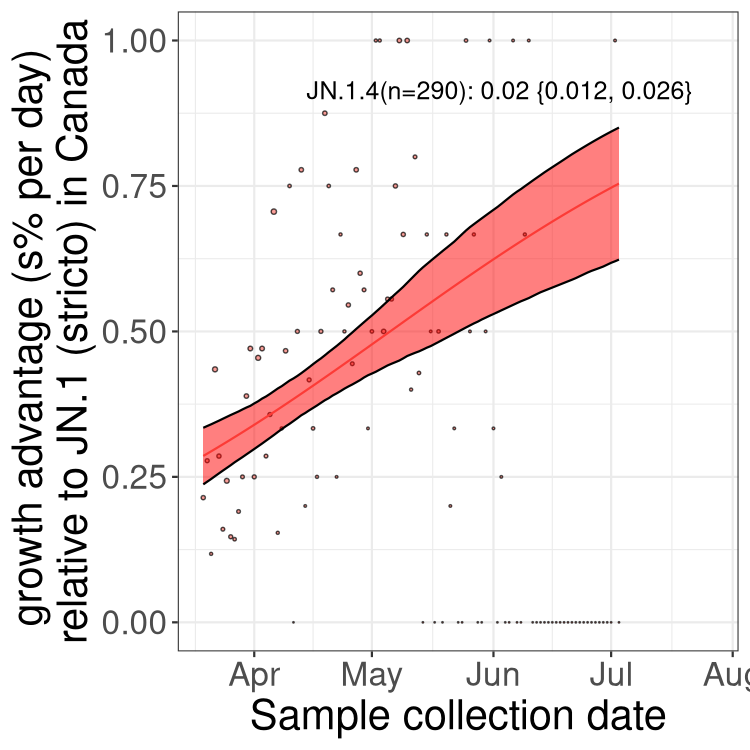 growth advantage (s% per day)
relative to JN.1 (stricto) in Canada
1.00
0.75
0.50
0.25
0.00
JN.1.4(n=290): 0.02 {0.012, 0.026}
Apr May Jun Jul Aug
Sample collection date